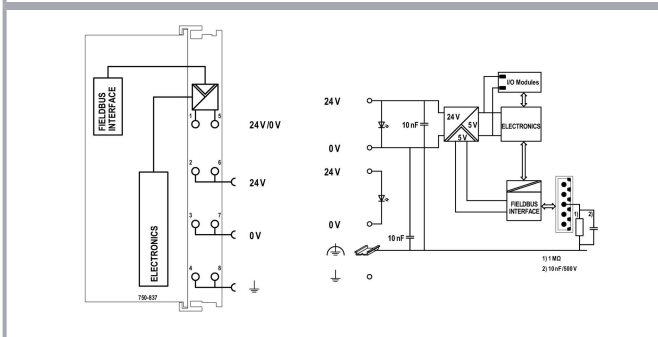 FIELDBUS
INTERFACE
ELECTRONICS
1 5
24 V / 0 V
2 6
24 V
3 7
0 V
4 8
750-837
24 V
10 nF
0 V
24 V
0 V
10 nF
24 V
5 V
5 V
I/O Modules
ELECTRONICS
FIELDBUS
INTERFACE
1)
2)
1) 1 MΩ
2) 10 nF/500 V